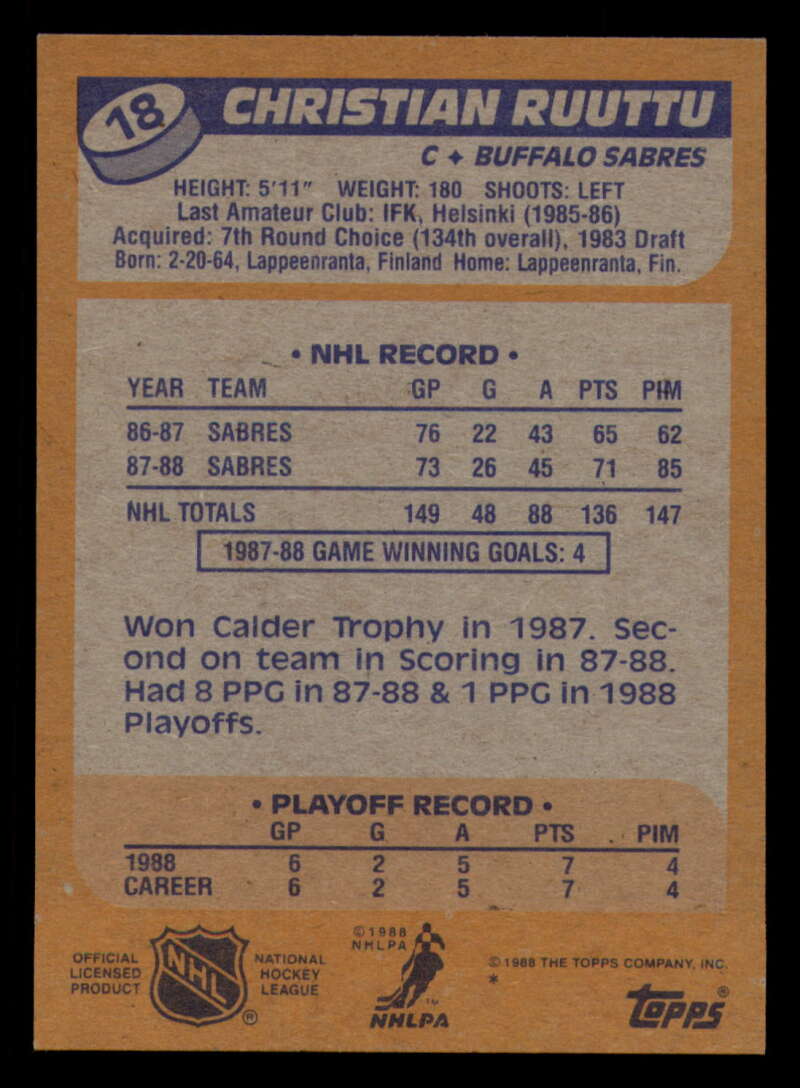 18
CHRISTIAN RUUTTU
C ✦ BUFFALO SABRES
HEIGHT: 5'11" WEIGHT: 180 SHOOTS: LEFT
Last Amateur Club: IFK, Helsinki (1985-86)
Acquired: 7th Round Choice (134th overall), 1983 Draft
Born: 2-20-64, Lappeenranta, Finland Home: Lappeenranta, Fin.
• NHL RECORD •
YEAR TEAM GP G A PTS PIM
86-87 SABRES 76 22 43 65 62
87-88 SABRES 73 26 45 71 85
NHL TOTALS 149 48 88 136 147
1987-88 GAME WINNING GOALS: 4
Won Calder Trophy in 1987. Sec-
ond on team in Scoring in 87-88.
Had 8 PPG in 87-88 & 1 PPG in 1988
Playoffs.
• PLAYOFF RECORD •
GP G A PTS PIM
1988 6 2 5 7 4
CAREER 6 2 5 7 4
OFFICIAL
LICENSED
PRODUCT
NHL
®
NATIONAL
HOCKEY
LEAGUE
©1988
NHLPA
™
NHLPA
©1988 THE TOPPS COMPANY, INC.
*
Topps®